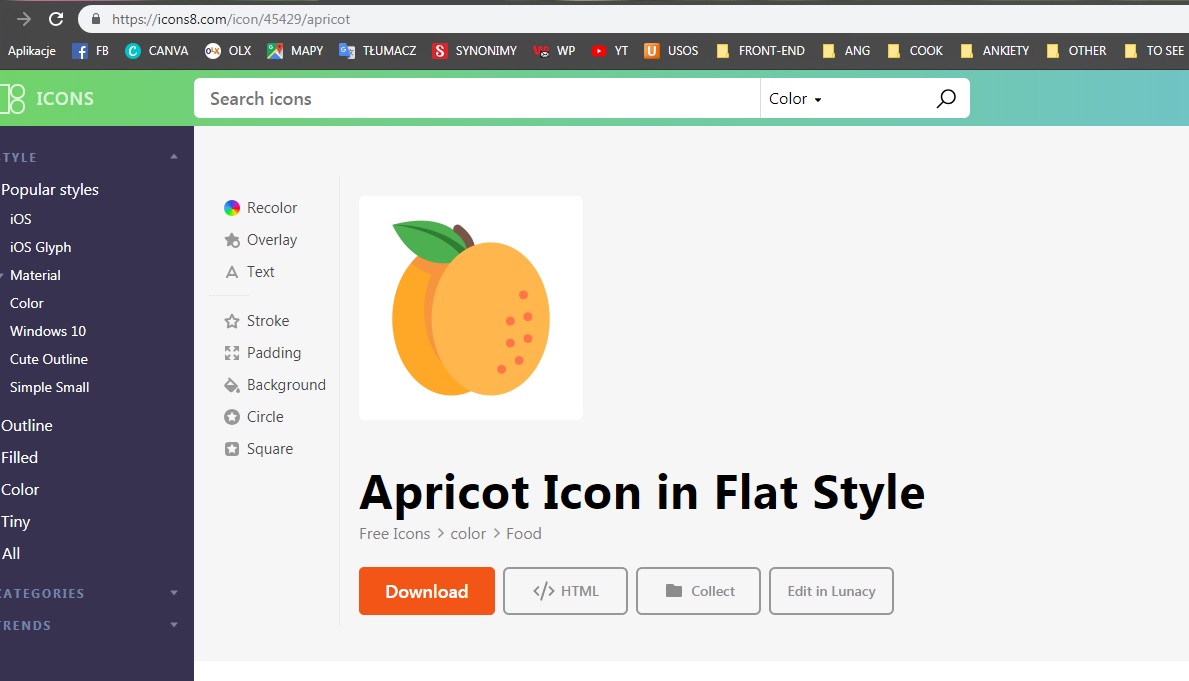 https://icons8.com/icon/45429/apricot
Aplikacje FB CANVA OLX MAPY TŁUMACZ SYNONIMY WP YT USOS FRONT-END ANG COOK ANKIETY OTHER TO SEE
ICONS
Search icons
Color
TYLE
Popular styles
iOS
iOS Glyph
Material
Color
Windows 10
Cute Outline
Simple Small
Outline
Filled
Color
Tiny
All
ATEGORIES
RENDS
Recolor
Overlay
Text
Stroke
Padding
Background
Circle
Square
Apricot Icon in Flat Style
Free Icons > color > Food
Download
</> HTML
Collect
Edit in Lunacy